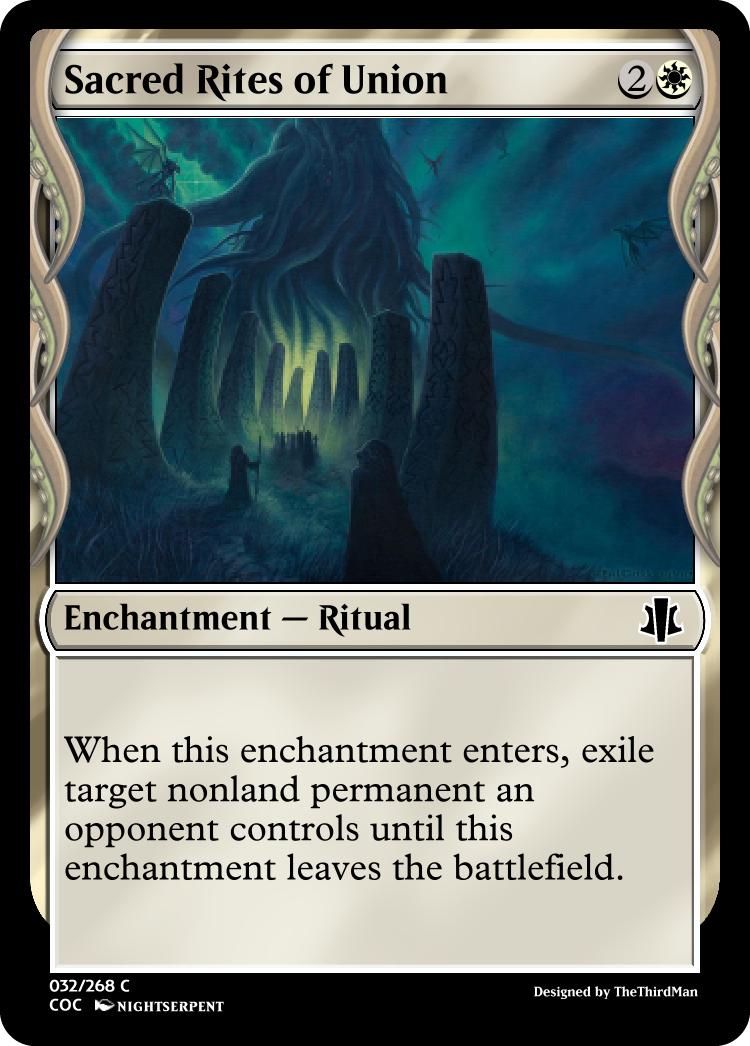 Sacred Rites of Union
2
Enchantment — Ritual
When this enchantment enters, exile
target nonland permanent an
opponent controls until this
enchantment leaves the battlefield.
032/268 C
COC NIGHTSERPENT
Designed by TheThirdMan